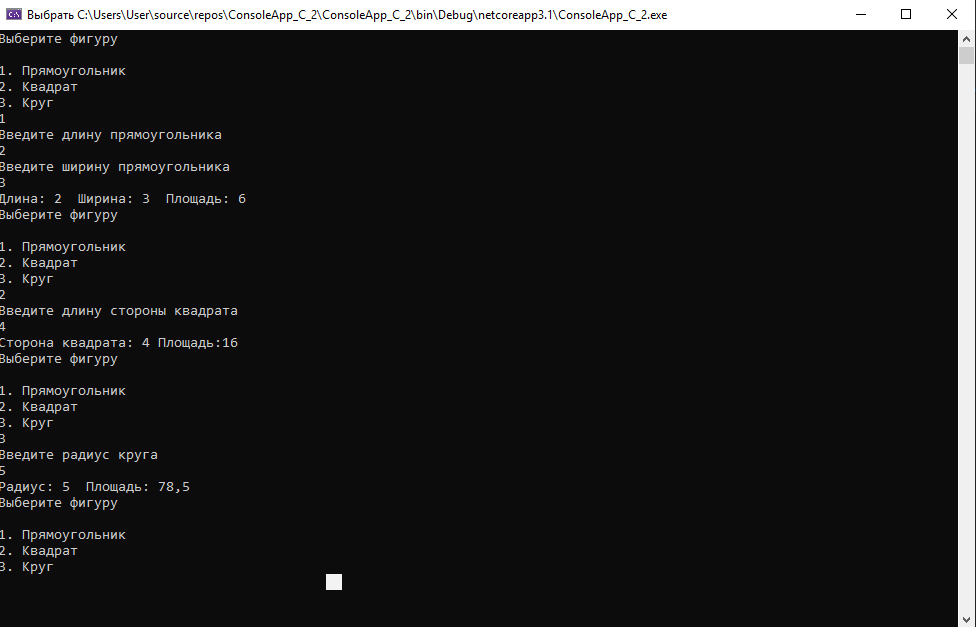 Выбрать C:\Users\User\source\repos\ConsoleApp_C_2\ConsoleApp_C_2\bin\Debug\netcoreapp3.1\ConsoleApp_C_2.exe
Выберите фигуру
1. Прямоугольник
2. Квадрат
3. Круг
1
Введите длину прямоугольника
2
Введите ширину прямоугольника
3
Длина: 2  Ширина: 3  Площадь: 6
Выберите фигуру
1. Прямоугольник
2. Квадрат
3. Круг
2
Введите длину стороны квадрата
4
Сторона квадрата: 4 Площадь:16
Выберите фигуру
1. Прямоугольник
2. Квадрат
3. Круг
3
Введите радиус круга
5
Радиус: 5  Площадь: 78,5
Выберите фигуру
1. Прямоугольник
2. Квадрат
3. Круг